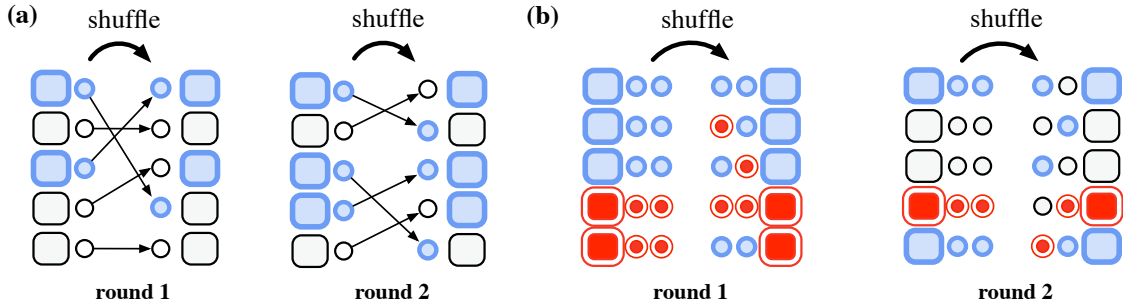 (a)
shuffle
shuffle
round 1
round 2
(b)
shuffle
shuffle
round 1
round 2